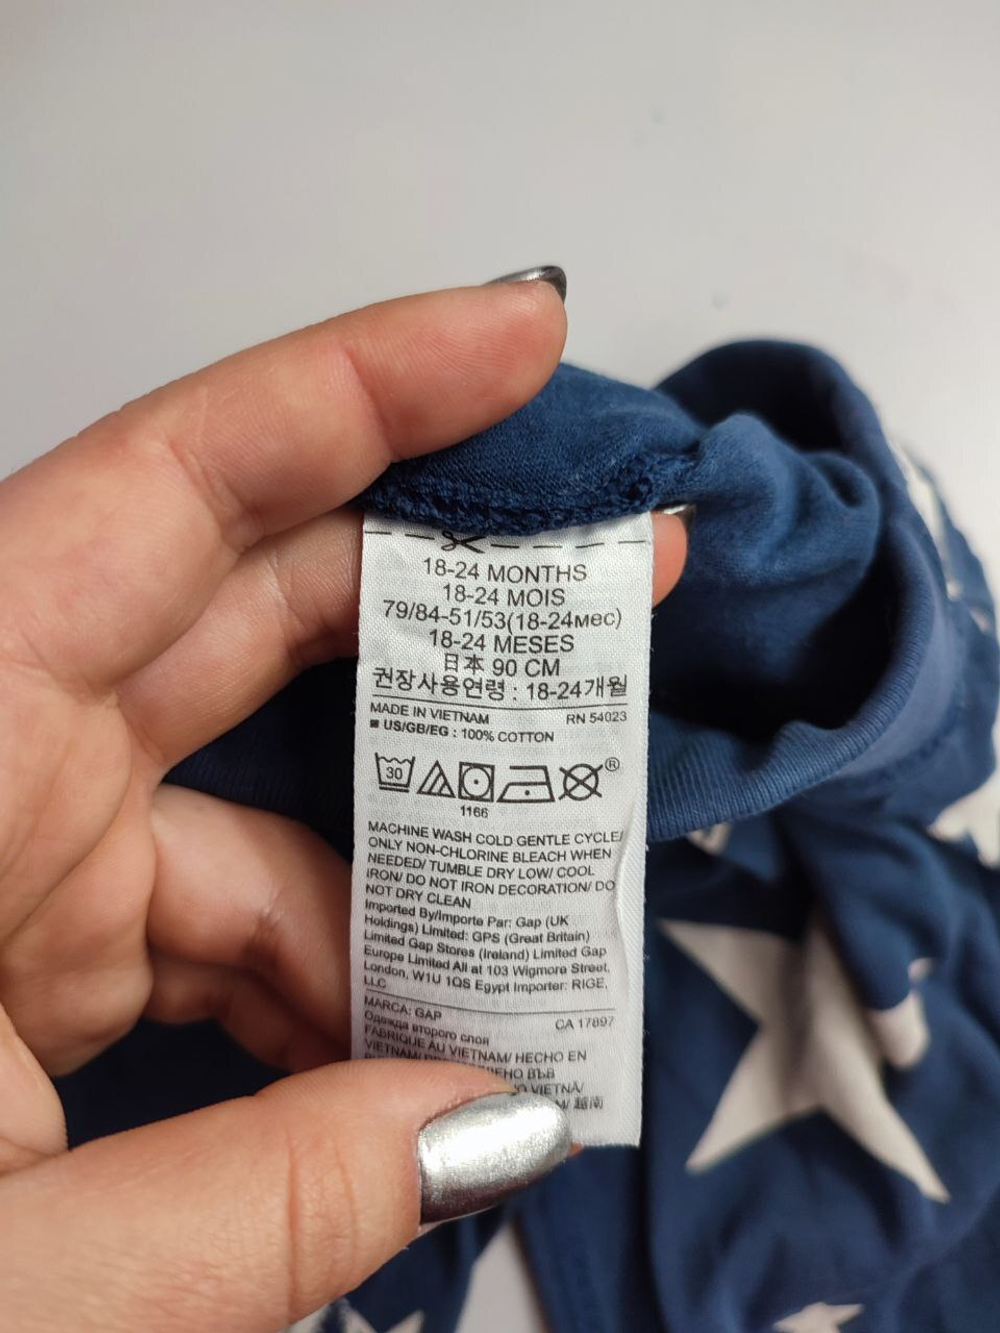 18-24 MONTHS
18-24 MOIS
79/84-51/53(18-24мес)
18-24 MESES
日本 90 CM
권장사용연령 : 18-24개월
MADE IN VIETNAM RN 54023
■ US/GB/EG : 100% COTTON
30
®
1166
MACHINE WASH COLD GENTLE CYCLE/
ONLY NON-CHLORINE BLEACH WHEN
NEEDED/ TUMBLE DRY LOW/ COOL
IRON/ DO NOT IRON DECORATION/ DO
NOT DRY CLEAN
Imported By/Importe Par: Gap (UK
Holdings) Limited: GPS (Great Britain)
Limited Gap Stores (Ireland) Limited Gap
Europe Limited All at 103 Wigmore Street,
London, W1U 1QS Egypt Importer: RIGE,
LLC
MARCA: GAP CA 17897
Одежда второго слоя
FABRIQUE AU VIETNAM/ HECHO EN
VIETNAM/
ВЪВ
VIETNÃ/
越南